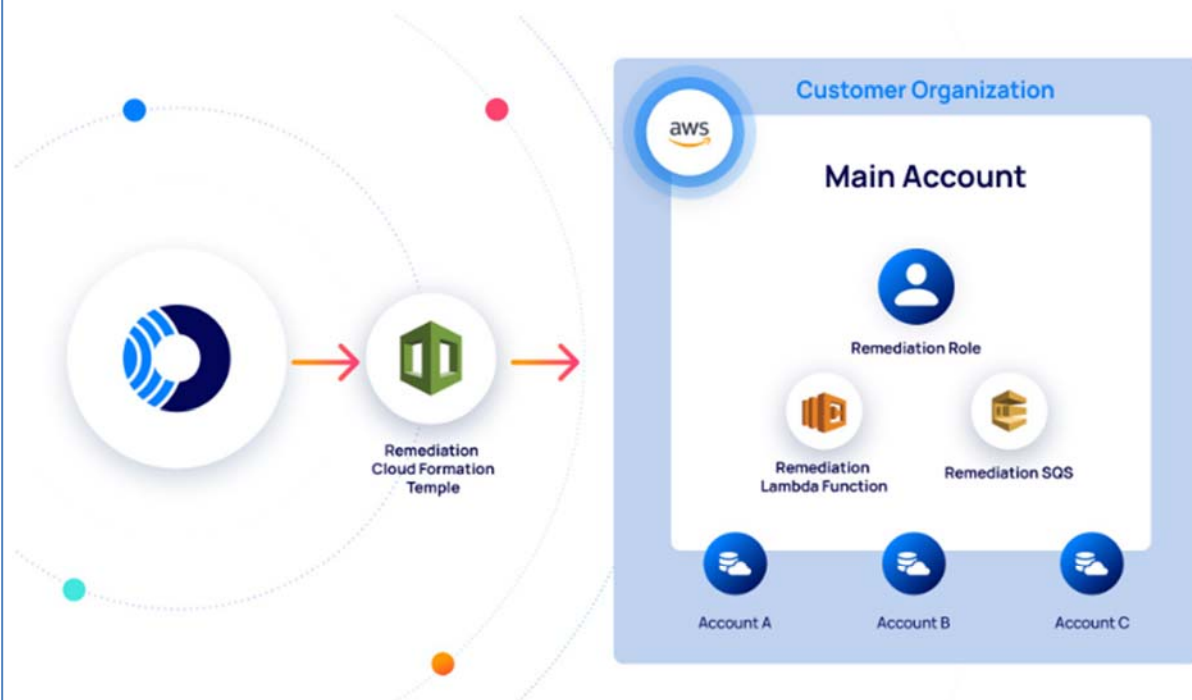 Customer Organization
aws
Main Account
Remediation Role
Remediation
Cloud Formation
Temple
Remediation
Lambda Function
Remediation SQS
Account A
Account B
Account C